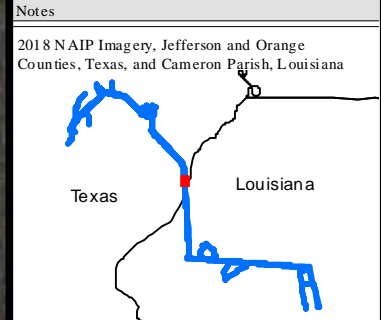 Notes
2018 NAIP Imagery, Jefferson and Orange
Counties, Texas, and Cameron Parish, Louisiana
Texas
Louisiana